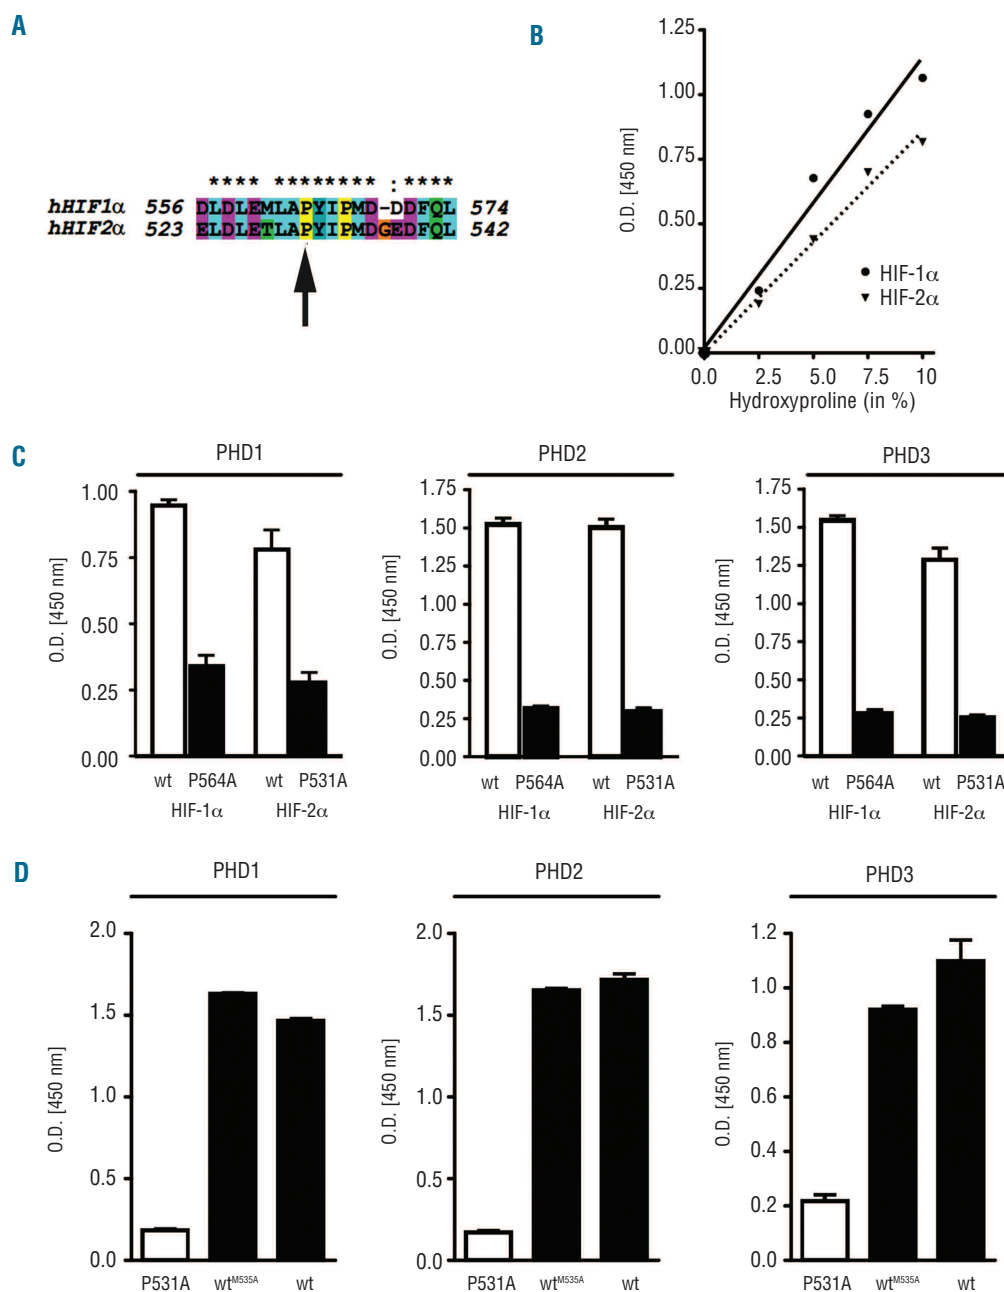 A
**** ******** :****
hHIF1α 556 DLDLEMLAPYIPMD-DDFQL 574
hHIF2α 523 ELDLETLAPYIPMDGEDFQL 542
B
O.D. [450 nm]
1.25
1.00
0.75
0.50
0.25
0.00
0.0 2.5 5.0 7.5 10
Hydroxyproline (in %)
HIF-1α
HIF-2α
C
PHD1
O.D. [450 nm]
1.00
0.75
0.50
0.25
0.00
wt P564A wt P531A
HIF-1α HIF-2α
PHD2
O.D. [450 nm]
1.75
1.50
1.25
1.00
0.75
0.50
0.25
0.00
wt P564A wt P531A
HIF-1α HIF-2α
PHD3
O.D. [450 nm]
1.75
1.50
1.25
1.00
0.75
0.50
0.25
0.00
wt P564A wt P531A
HIF-1α HIF-2α
D
PHD1
O.D. [450 nm]
2.0
1.5
1.0
0.5
0.0
P531A wt^M535A wt
PHD2
O.D. [450 nm]
2.0
1.5
1.0
0.5
0.0
P531A wt^M535A wt
PHD3
O.D. [450 nm]
1.2
1.0
0.8
0.6
0.4
0.2
0.0
P531A wt^M535A wt